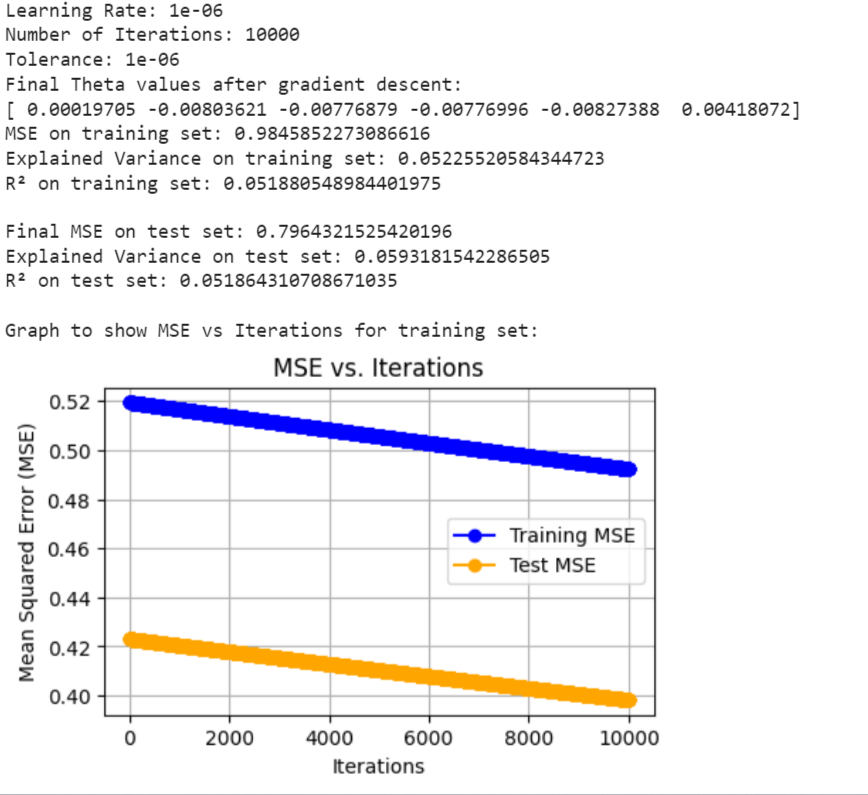 Learning Rate: 1e-06
Number of Iterations: 10000
Tolerance: 1e-06
Final Theta values after gradient descent:
[ 0.00019705 -0.00803621 -0.00776879 -0.00776996 -0.00827388  0.00418072]
MSE on training set: 0.9845852273086616
Explained Variance on training set: 0.05225520584344723
R² on training set: 0.051880548984401975
Final MSE on test set: 0.7964321525420196
Explained Variance on test set: 0.0593181542286505
R² on test set: 0.051864310708671035
Graph to show MSE vs Iterations for training set:
MSE vs. Iterations
0.52
0.50
0.48
0.46
0.44
0.42
0.40
Mean Squared Error (MSE)
Training MSE
Test MSE
0 2000 4000 6000 8000 10000
Iterations